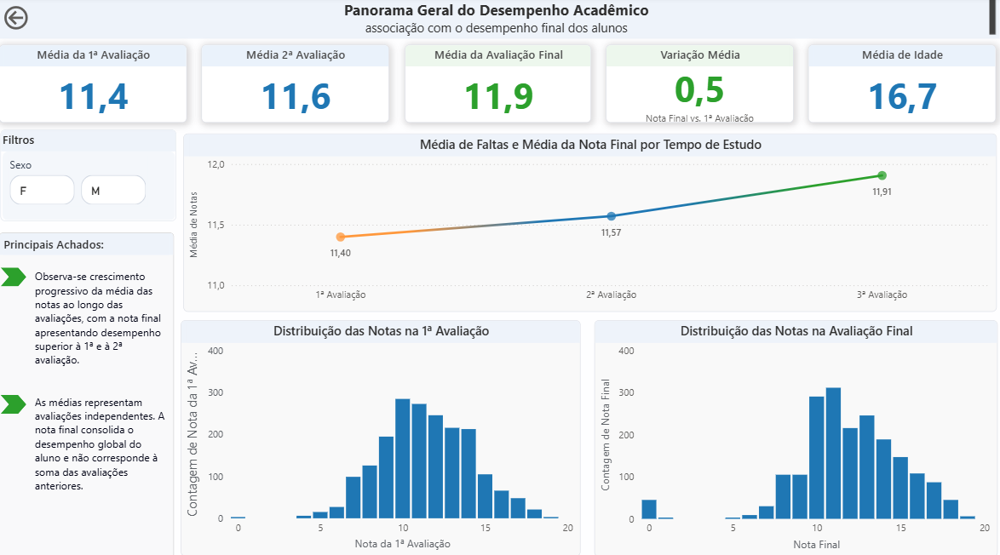 Panorama Geral do Desempenho Acadêmico
associação com o desempenho final dos alunos
Média da 1ª Avaliação
11,4
Média 2ª Avaliação
11,6
Média da Avaliação Final
11,9
Variação Média
0,5
Nota Final vs. 1ª Avaliação
Média de Idade
16,7
Filtros
Sexo
F
M
Principais Achados:
Observa-se crescimento
progressivo da média das
notas ao longo das
avaliações, com a nota final
apresentando desempenho
superior à 1ª e à 2ª
avaliação.
As médias representam
avaliações independentes. A
nota final consolida o
desempenho global do
aluno e não corresponde à
soma das avaliações
anteriores.
Média de Faltas e Média da Nota Final por Tempo de Estudo
Média de Notas
12,0
11,5
11,0
11,40
11,57
11,91
1ª Avaliação
2ª Avaliação
3ª Avaliação
Distribuição das Notas na 1ª Avaliação
Contagem de Nota da 1ª Av...
400
300
200
100
0
0
5
10
15
20
Nota da 1ª Avaliação
Distribuição das Notas na Avaliação Final
Contagem de Nota Final
400
300
200
100
0
0
5
10
15
20
Nota Final